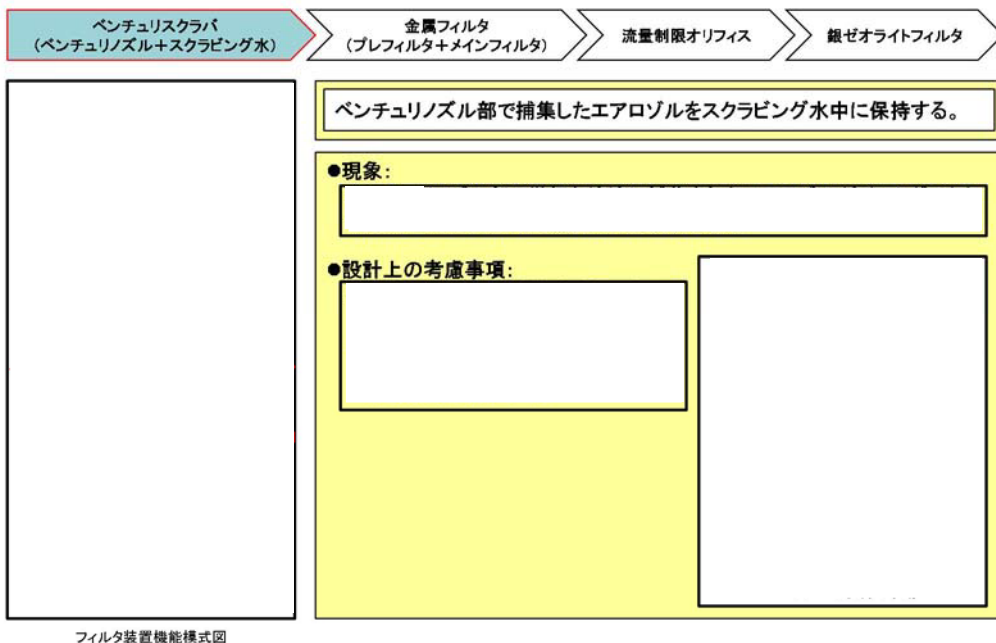 ベンチュリスクラバ
（ベンチュリノズル＋スクラビング水）
金属フィルタ
（プレフィルタ＋メインフィルタ）
流量制限オリフィス
銀ゼオライトフィルタ
ベンチュリノズル部で捕集したエアロゾルをスクラビング水中に保持する。
●現象：
●設計上の考慮事項：
フィルタ装置機能模式図